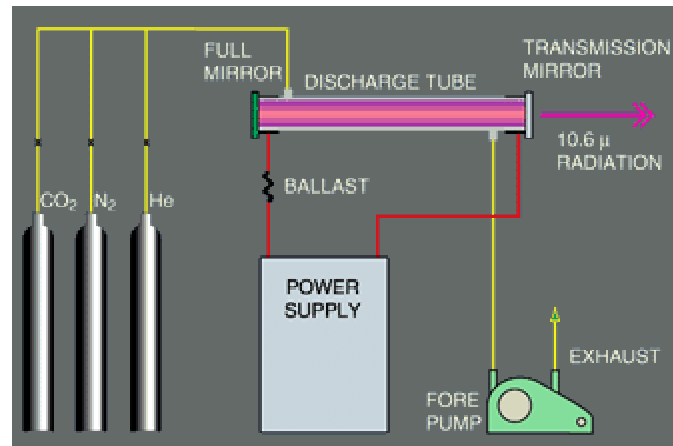 FULL
MIRROR
DISCHARGE TUBE
TRANSMISSION
MIRROR
10.6 µ
RADIATION
CO₂
N₂
He
BALLAST
POWER
SUPPLY
EXHAUST
FORE
PUMP